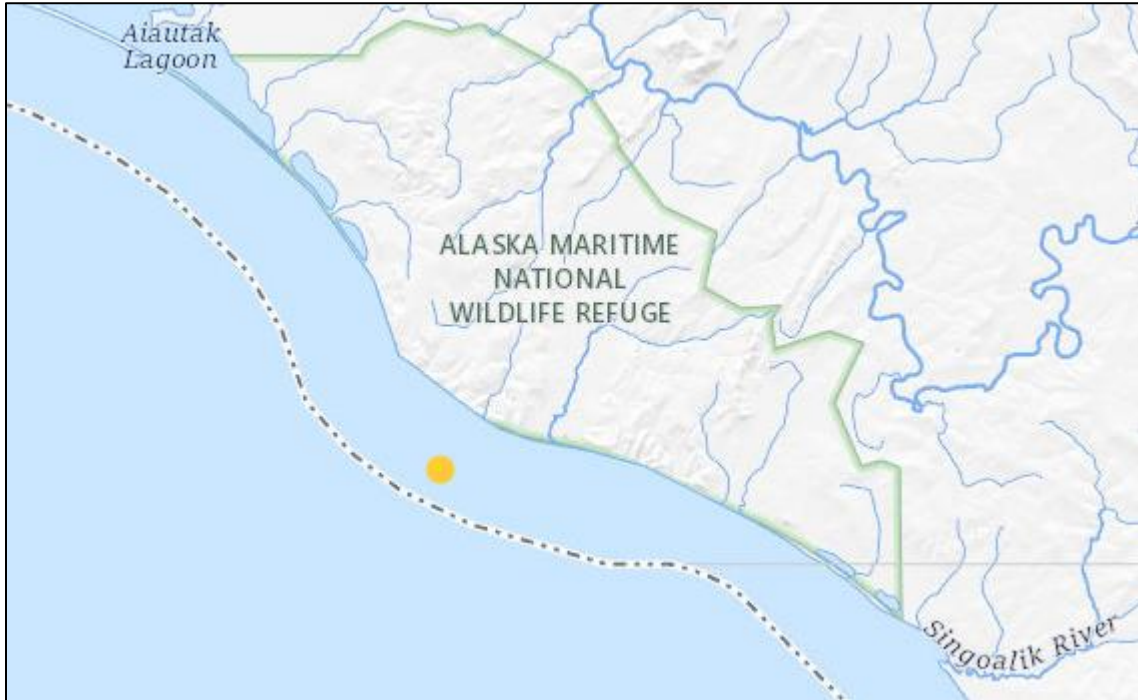 Aiautak
Lagoon
ALASKA MARITIME
NATIONAL
WILDLIFE REFUGE
Singoalik River